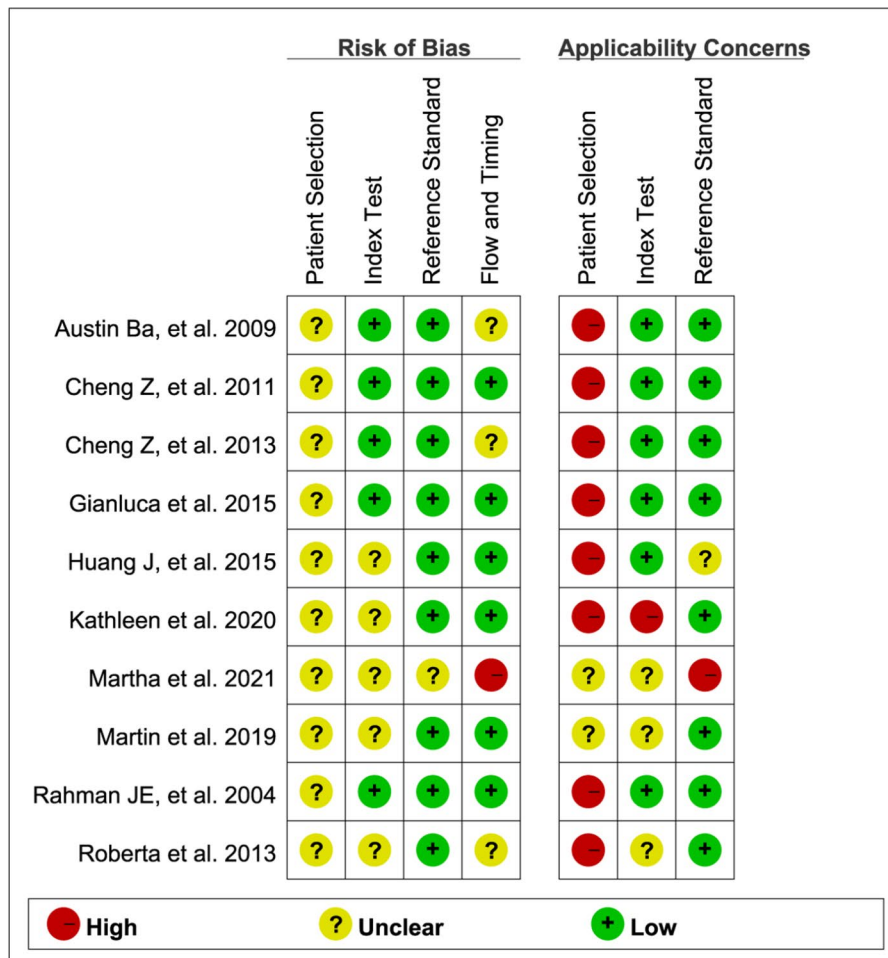 Risk of Bias Applicability Concerns
Patient Selection
Index Test
Reference Standard
Flow and Timing
Patient Selection
Index Test
Reference Standard
Austin Ba, et al. 2009 ? + + ? - + +
Cheng Z, et al. 2011 ? + + + - + +
Cheng Z, et al. 2013 ? + + ? - + +
Gianluca et al. 2015 ? + + + - + +
Huang J, et al. 2015 ? ? + + - + ?
Kathleen et al. 2020 ? ? + + - - +
Martha et al. 2021 ? ? ? - ? ? -
Martin et al. 2019 ? ? + + ? ? +
Rahman JE, et al. 2004 ? + + + - + +
Roberta et al. 2013 ? ? + ? - ? +
- High ? Unclear + Low